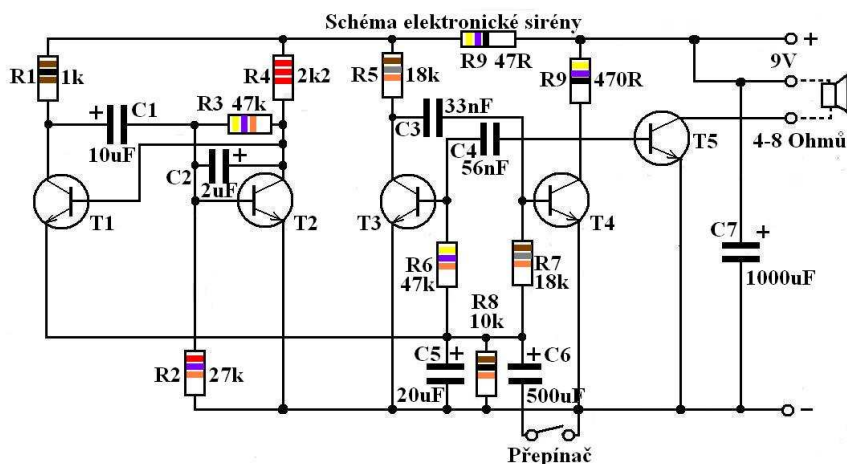 Schéma elektronické sirény
R1 1k
R4 2k2
R5 18k
R9 47R
R9 470R
+
9V
C1
10uF
R3 47k
33nF
C3
C4
56nF
T5
4-8 Ohmů
C2
2uF
T1
T2
T3
T4
C7
+
1000uF
R6
47k
R7
18k
R8
10k
R2 27k
C5
20uF
C6
500uF
+
+
+
+
−
Přepínač